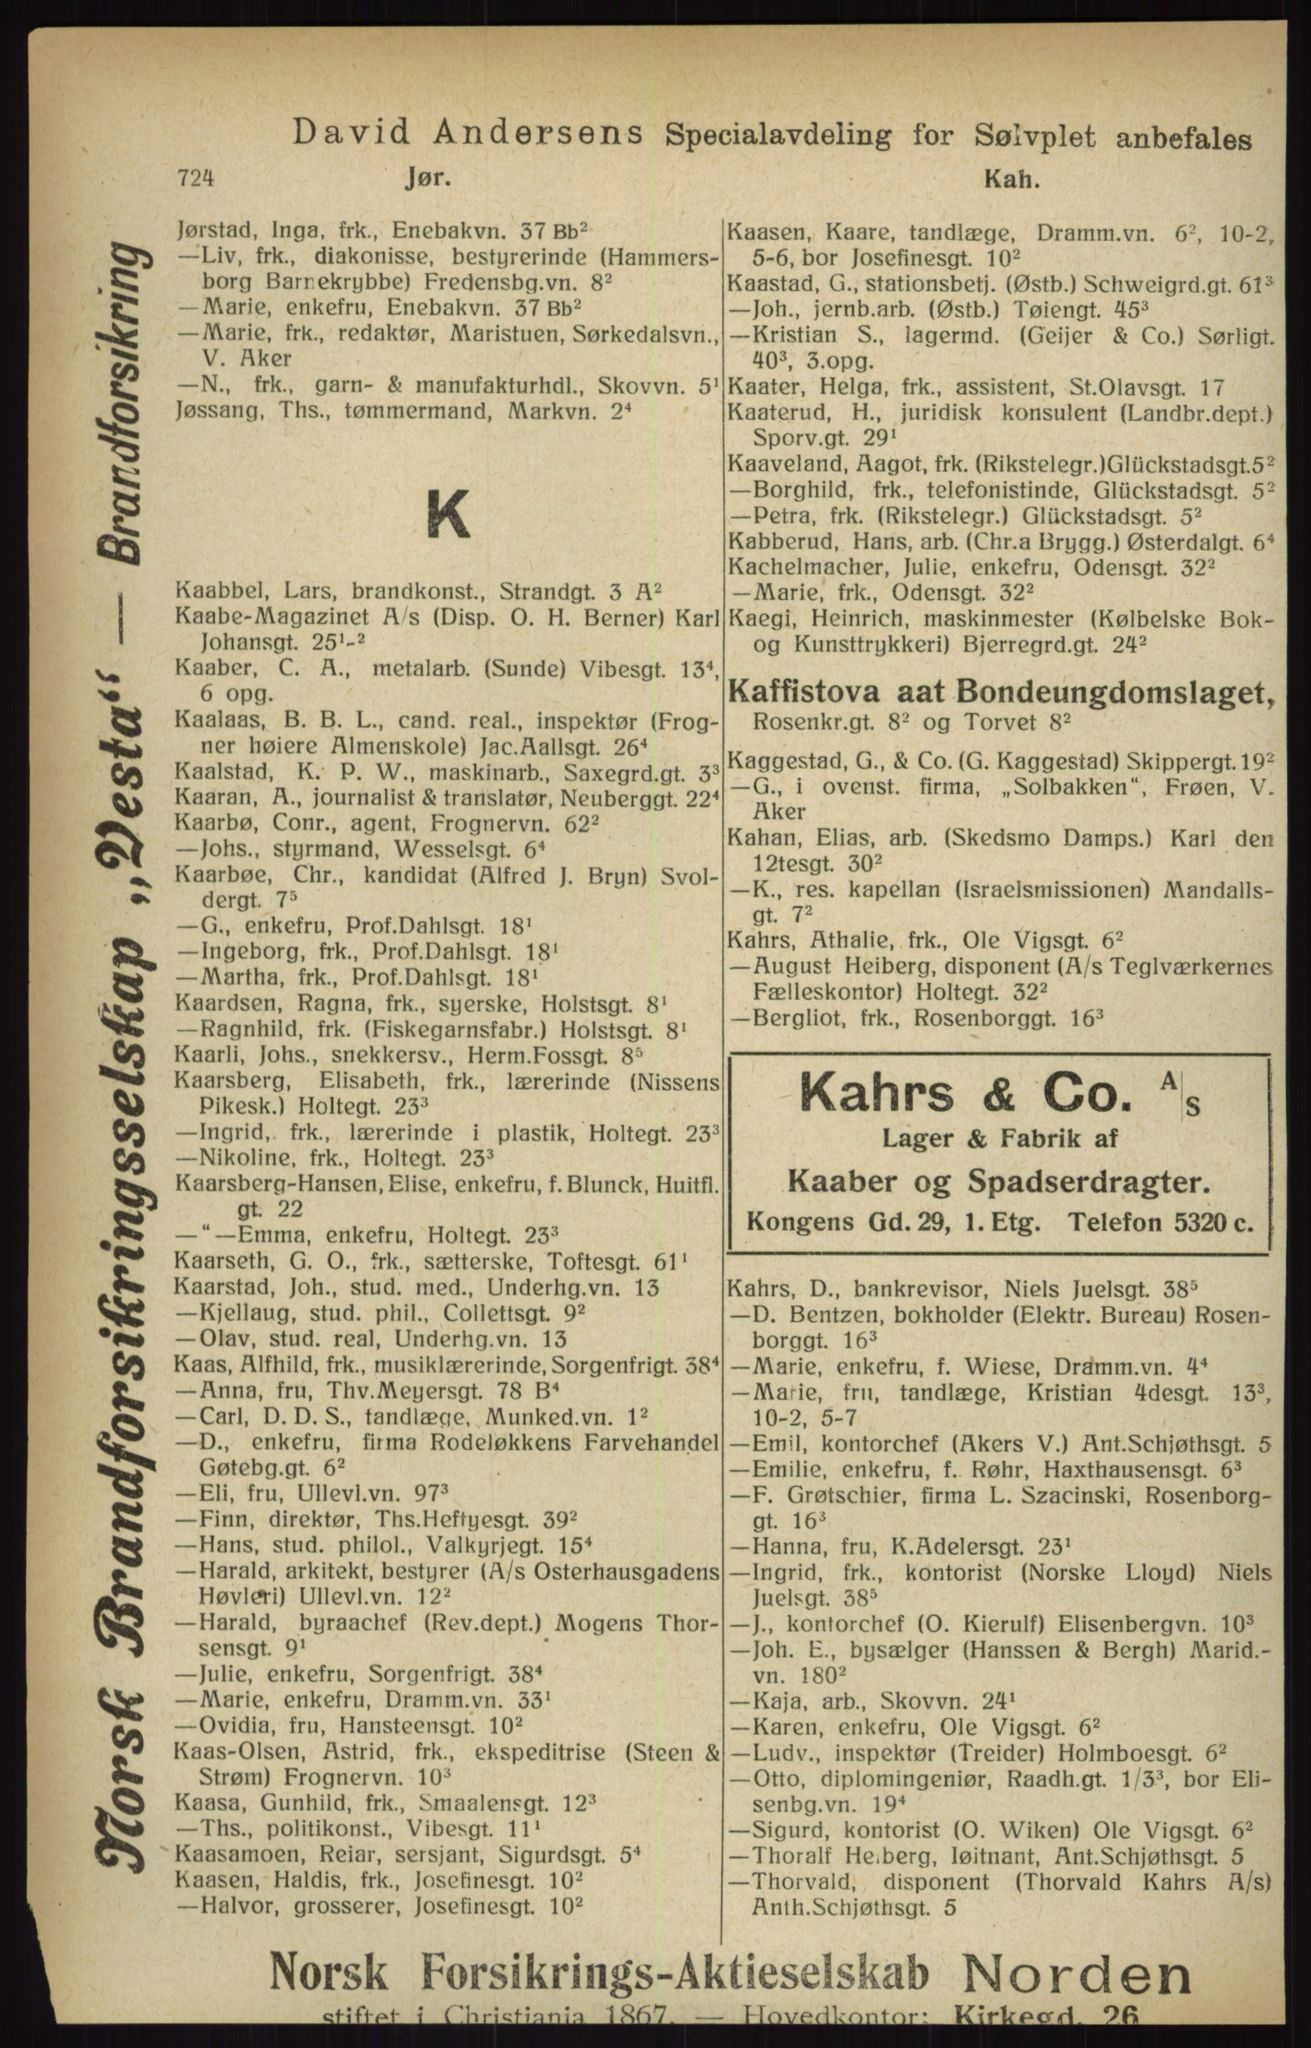 David Andersens Specialavdeling for Sølvplet anbefales
724 Jør. Kah.
Norsk Brandforsikringsselskap „Vesta“ — Brandforsikring
Jørstad, Inga, frk., Enebakvn. 37 Bb²
—Liv, frk., diakonisse, bestyrerinde (Hammers-
borg Barnekrybbe) Fredensbg.vn. 8²
—Marie, enkefru, Enebakvn. 37 Bb²
—Marie, frk., redaktør, Maristuen, Sørkedalsvn.,
V. Aker
—N., frk., garn- & manufakturhdl., Skovvn. 5¹
Jøssang, Ths., tømmermand, Markvn. 2⁴
K
Kaabbel, Lars, brandkonst., Strandgt. 3 A²
Kaabe-Magazinet A/s (Disp. O. H. Berner) Karl
Johansgt. 25¹-²
Kaaber, C. A., metalarb. (Sunde) Vibesgt. 13⁴,
6 opg.
Kaalaas, B. B. L., cand. real., inspektør (Frog-
ner høiere Almenskole) Jac.Aallsgt. 26⁴
Kaalstad, K. P. W., maskinarb., Saxegrd.gt. 3³
Kaaran, A., journalist & translatør, Neuberggt. 22⁴
Kaarbø, Conr., agent, Frognervn. 62²
—Johs., styrmand, Wesselsgt. 6⁴
Kaarbøe, Chr., kandidat (Alfred J. Bryn) Svol-
dergt. 7⁵
—G., enkefru, Prof.Dahlsgt. 18¹
—Ingeborg, frk., Prof.Dahlsgt. 18¹
—Martha, frk., Prof.Dahlsgt. 18¹
Kaardsen, Ragna, frk., syerske, Holstsgt. 8¹
—Ragnhild, frk. (Fiskegarnsfabr.) Holstsgt. 8¹
Kaarli, Johs., snekkersv., Herm.Fossgt. 8⁵
Kaarsberg, Elisabeth, frk., lærerinde (Nissens
Pikesk.) Holtegt. 23³
—Ingrid, frk., lærerinde i plastik, Holtegt. 23³
—Nikoline, frk., Holtegt. 23³
Kaarsberg-Hansen, Elise, enkefru, f. Blunck, Huitfl.
gt. 22
—“—Emma, enkefru, Holtegt. 23³
Kaarseth, G. O., frk., sætterske, Toftesgt. 61¹
Kaarstad, Joh., stud. med., Underhg.vn. 13
—Kjellaug, stud. phil., Collettsgt. 9²
—Olav, stud. real, Underhg.vn. 13
Kaas, Alfhild, frk., musiklærerinde, Sorgenfrigt. 38⁴
—Anna, fru, Thv.Meyersgt. 78 B⁴
—Carl, D. D. S., tandlæge, Munked.vn. 1²
—D., enkefru, firma Rodeløkkens Farvehandel
Gøtebg.gt. 6²
—Eli, fru, Ullevl.vn. 97³
—Finn, direktør, Ths.Heftyesgt. 39²
—Hans, stud. philol., Valkyrjegt. 15⁴
—Harald, arkitekt, bestyrer (A/s Osterhausgadens
Høvleri) Ullevl.vn. 12²
—Harald, byraachef (Rev.dept.) Mogens Thor-
sensgt. 9¹
—Julie, enkefru, Sorgenfrigt. 38⁴
—Marie, enkefru, Dramm.vn. 33¹
—Ovidia, fru, Hansteensgt. 10²
Kaas-Olsen, Astrid, frk., ekspeditrise (Steen &
Strøm) Frognervn. 10³
Kaasa, Gunhild, frk., Smaalensgt. 12³
—Ths., politikonst., Vibesgt. 11¹
Kaasamoen, Reiar, sersjant, Sigurdsgt. 5⁴
Kaasen, Haldis, frk., Josefinesgt. 10²
—Halvor, grosserer, Josefinesgt. 10²
Kaasen, Kaare, tandlæge, Dramm.vn. 6², 10-2,
5-6, bor Josefinesgt. 10²
Kaastad, G., stationsbetj. (Østb.) Schweigrd.gt. 61³
—Joh., jernb.arb. (Østb.) Tøiengt. 45³
—Kristian S., lagermd. (Geijer & Co.) Sørligt.
40³, 3.opg.
Kaater, Helga, frk., assistent, St.Olavsgt. 17
Kaaterud, H., juridisk konsulent (Landbr.dept.)
Sporv.gt. 29¹
Kaaveland, Aagot, frk. (Rikstelegr.)Glückstadsgt.5²
—Borghild, frk., telefonistinde, Glückstadsgt. 5²
—Petra, frk. (Rikstelegr.) Glückstadsgt. 5²
Kabberud, Hans, arb. (Chr.a Brygg.) Østerdalgt. 6⁴
Kachelmacher, Julie, enkefru, Odensgt. 32²
—Marie, frk., Odensgt. 32²
Kaegi, Heinrich, maskinmester (Kølbelske Bok-
og Kunsttrykkeri) Bjerregrd.gt. 24²
Kaffistova aat Bondeungdomslaget,
Rosenkr.gt. 8² og Torvet 8²
Kaggestad, G., & Co. (G. Kaggestad) Skippergt. 19²
—G., i ovenst. firma, „Solbakken“, Frøen, V.
Aker
Kahan, Elias, arb. (Skedsmo Damps.) Karl den
12tesgt. 30²
—K., res. kapellan (Israelsmissionen) Mandalls-
gt. 7²
Kahrs, Athalie, frk., Ole Vigsgt. 6²
—August Heiberg, disponent (A/s Teglværkernes
Fælleskontor) Holtegt. 32²
—Bergliot, frk., Rosenborggt. 16³
Kahrs & Co. A/S
Lager & Fabrik af
Kaaber og Spadserdragter.
Kongens Gd. 29, 1. Etg. Telefon 5320 c.
Kahrs, D., bankrevisor, Niels Juelsgt. 38⁵
—D. Bentzen, bokholder (Elektr. Bureau) Rosen-
borggt. 16³
—Marie, enkefru, f. Wiese, Dramm.vn. 4⁴
—Marie, fru, tandlæge, Kristian 4desgt. 13³,
10-2, 5-7
—Emil, kontorchef (Akers V.) Ant.Schjøthsgt. 5
—Emilie, enkefru, f. Røhr, Haxthausensgt. 6³
—F. Grøtschier, firma L. Szacinski, Rosenborg-
gt. 16³
—Hanna, fru, K.Adelersgt. 23¹
—Ingrid, frk., kontorist (Norske Lloyd) Niels
Juelsgt. 38⁵
—J., kontorchef (O. Kierulf) Elisenbergvn. 10³
—Joh. E., bysælger (Hanssen & Bergh) Marid.-
vn. 180²
—Kaja, arb., Skovvn. 24¹
—Karen, enkefru, Ole Vigsgt. 6²
—Ludv., inspektør (Treider) Holmboesgt. 6²
—Otto, diplomingeniør, Raadh.gt. 1/3³, bor Eli-
senbg.vn. 19⁴
—Sigurd, kontorist (O. Wiken) Ole Vigsgt. 6²
—Thoralf Heiberg, løitnant, Ant.Schjøthsgt. 5
—Thorvald, disponent (Thorvald Kahrs A/s)
Anth.Schjøthsgt. 5
Norsk Forsikrings-Aktieselskab Norden
stiftet i Christiania 1867. — Hovedkontor: Kirkegd. 26